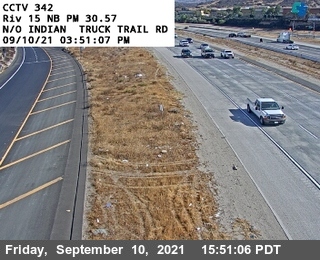 CCTV 342
Riv 15 NB PM 30.57
N/O INDIAN TRUCK TRAIL RD
09/10/21 03:51:07 PM
Friday, September 10, 2021 15:51:06 PDT